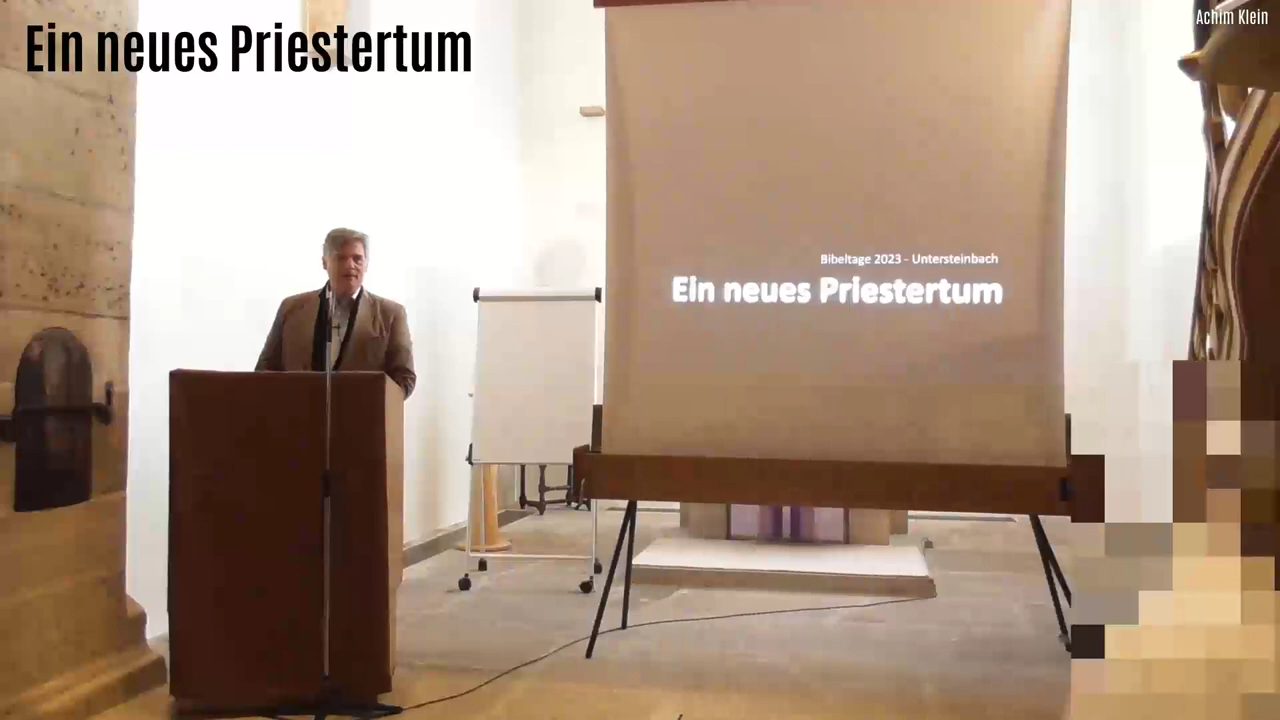 Ein neues Priestertum
Achim Klein
Bibeltage 2023 - Untersteinbach
Ein neues Priestertum